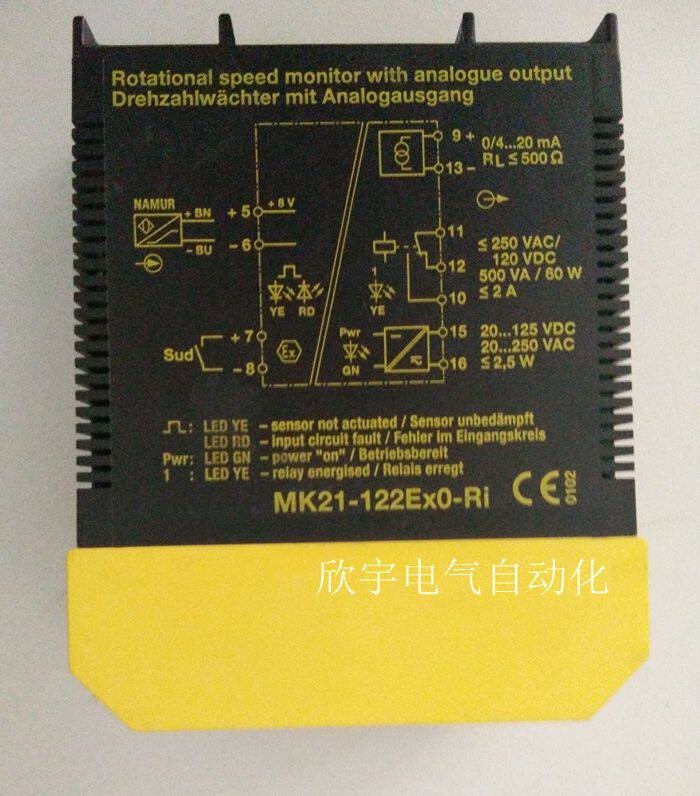 Rotational speed monitor with analogue output
Drehzahlwächter mit Analogausgang
9 +
0/4...20 mA
RL ≤ 500 Ω
13 –
NAMUR
+ BN
– BU
+ 5
+ 8 V
– 6
11
12
10
≤ 250 VAC/
120 VDC
500 VA / 60 W
≤ 2 A
YE
RD
1
YE
+ 7
Sud
– 8
Ex
Pwr
GN
15
16
20...125 VDC
20...250 VAC
≤ 2,5 W
: LED YE – sensor not actuated / Sensor unbedämpft
LED RD – input circuit fault / Fehler im Eingangskreis
Pwr: LED GN – power "on" / Betriebsbereit
1 : LED YE – relay energised / Relais erregt
MK21-122Ex0-Ri CE 0102
欣宇电气自动化